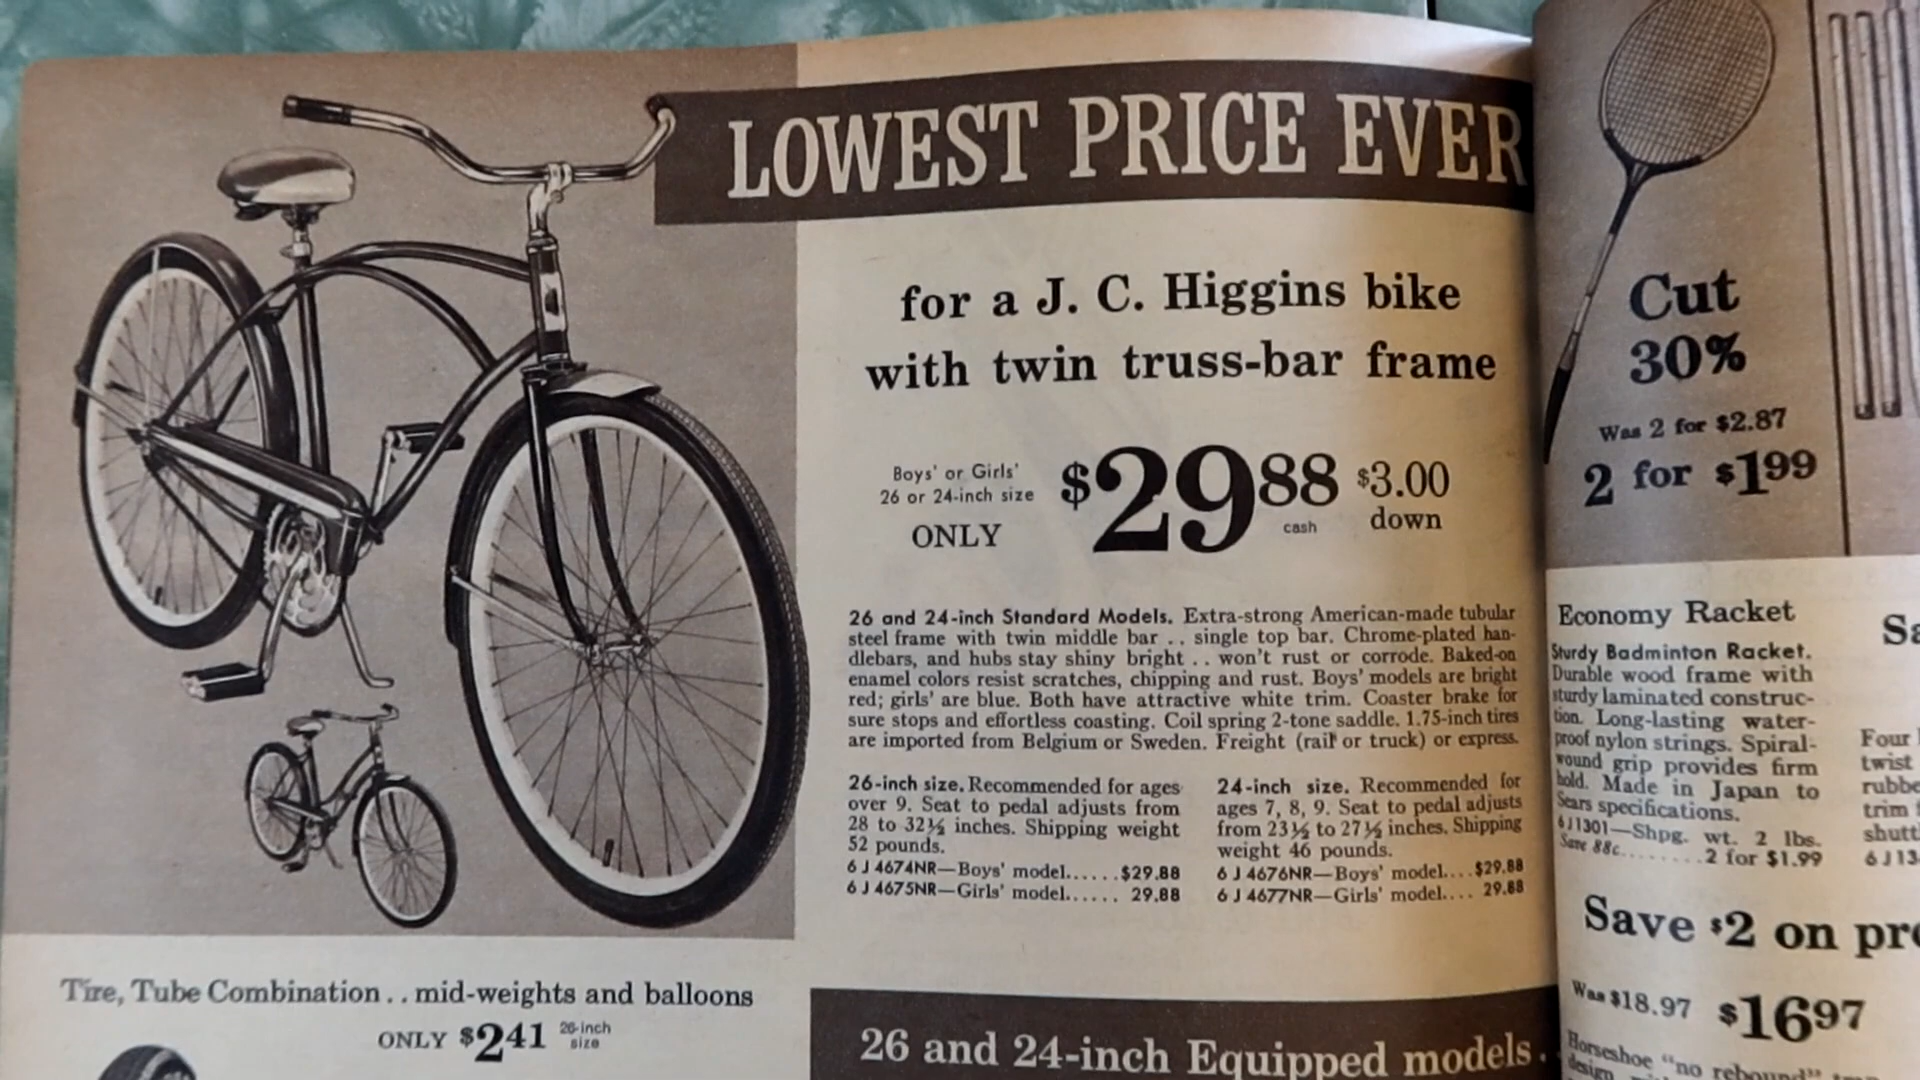 LOWEST PRICE EVER
for a J. C. Higgins bike
with twin truss-bar frame
Boys' or Girls'
26 or 24-inch size
ONLY
$29.88
cash
$3.00
down
26 and 24-inch Standard Models. Extra-strong American-made tubular
steel frame with twin middle bar . . single top bar. Chrome-plated han-
dlebars, and hubs stay shiny bright . . won't rust or corrode. Baked-on
enamel colors resist scratches, chipping and rust. Boys' models are bright
red; girls' are blue. Both have attractive white trim. Coaster brake for
sure stops and effortless coasting. Coil spring 2-tone saddle. 1.75-inch tires
are imported from Belgium or Sweden. Freight (rail or truck) or express.
26-inch size. Recommended for ages
over 9. Seat to pedal adjusts from
28 to 32½ inches. Shipping weight
52 pounds.
6 J 4674NR—Boys' model......$29.88
6 J 4675NR—Girls' model...... 29.88
24-inch size. Recommended for
ages 7, 8, 9. Seat to pedal adjusts
from 23½ to 27½ inches. Shipping
weight 46 pounds.
6 J 4676NR—Boys' model....$29.88
6 J 4677NR—Girls' model.... 29.88
Tire, Tube Combination . . mid-weights and balloons
ONLY $2.41 26-inch
size
26 and 24-inch Equipped models .
Cut
30%
Was 2 for $2.87
2 for $1.99
Economy Racket
Sturdy Badminton Racket.
Durable wood frame with
sturdy laminated construc-
tion. Long-lasting water-
proof nylon strings. Spiral-
wound grip provides firm
hold. Made in Japan to
Sears specifications.
6 J 1301—Shpg. wt. 2 lbs.
Save 88c........2 for $1.99
Four
twist
trim
6 J 13
Save $2 on
Was $18.97 $16.97
Horseshoe "no rebound"
design